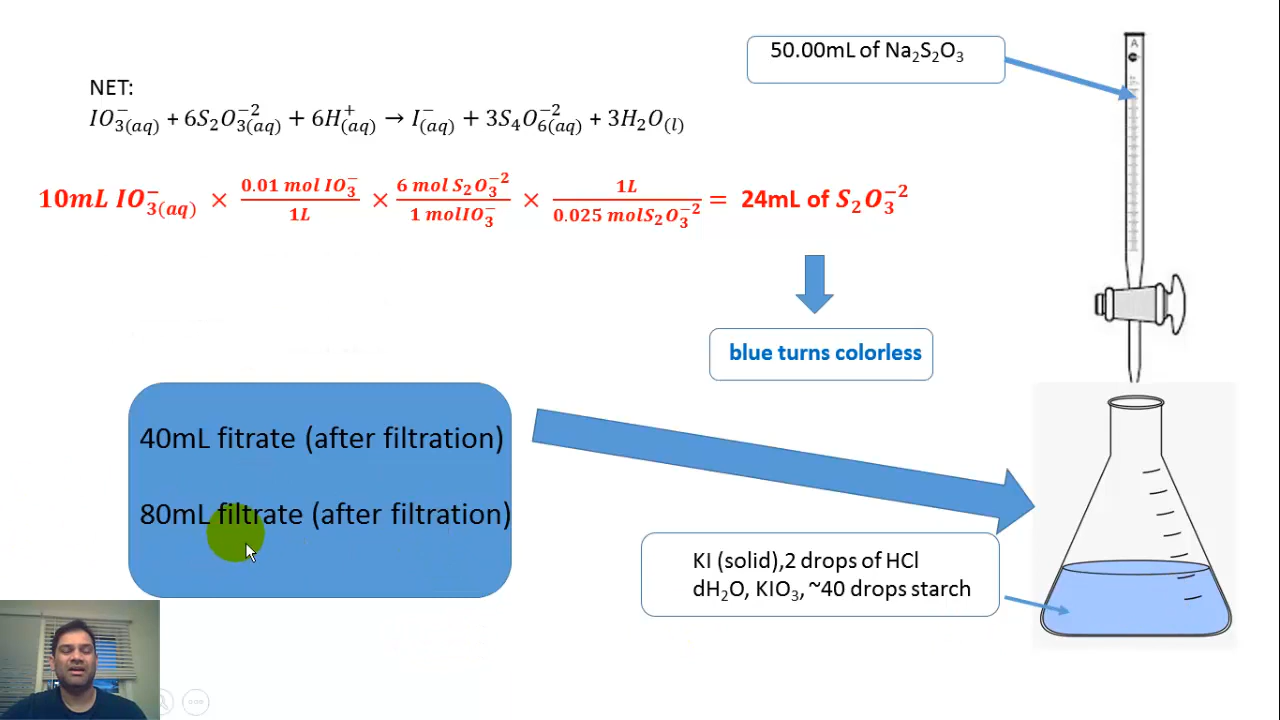 50.00mL of Na₂S₂O₃
NET:
IO₃⁻(aq) + 6S₂O₃⁻²(aq) + 6H⁺(aq) → I⁻(aq) + 3S₄O₆⁻²(aq) + 3H₂O(l)
10mL IO₃⁻(aq) × 0.01 mol IO₃⁻/1L × 6 mol S₂O₃⁻²/1 molIO₃⁻ × 1L/0.025 molS₂O₃⁻² = 24mL of S₂O₃⁻²
blue turns colorless
40mL fitrate (after filtration)
80mL filtrate (after filtration)
KI (solid),2 drops of HCl
dH₂O, KIO₃, ~40 drops starch